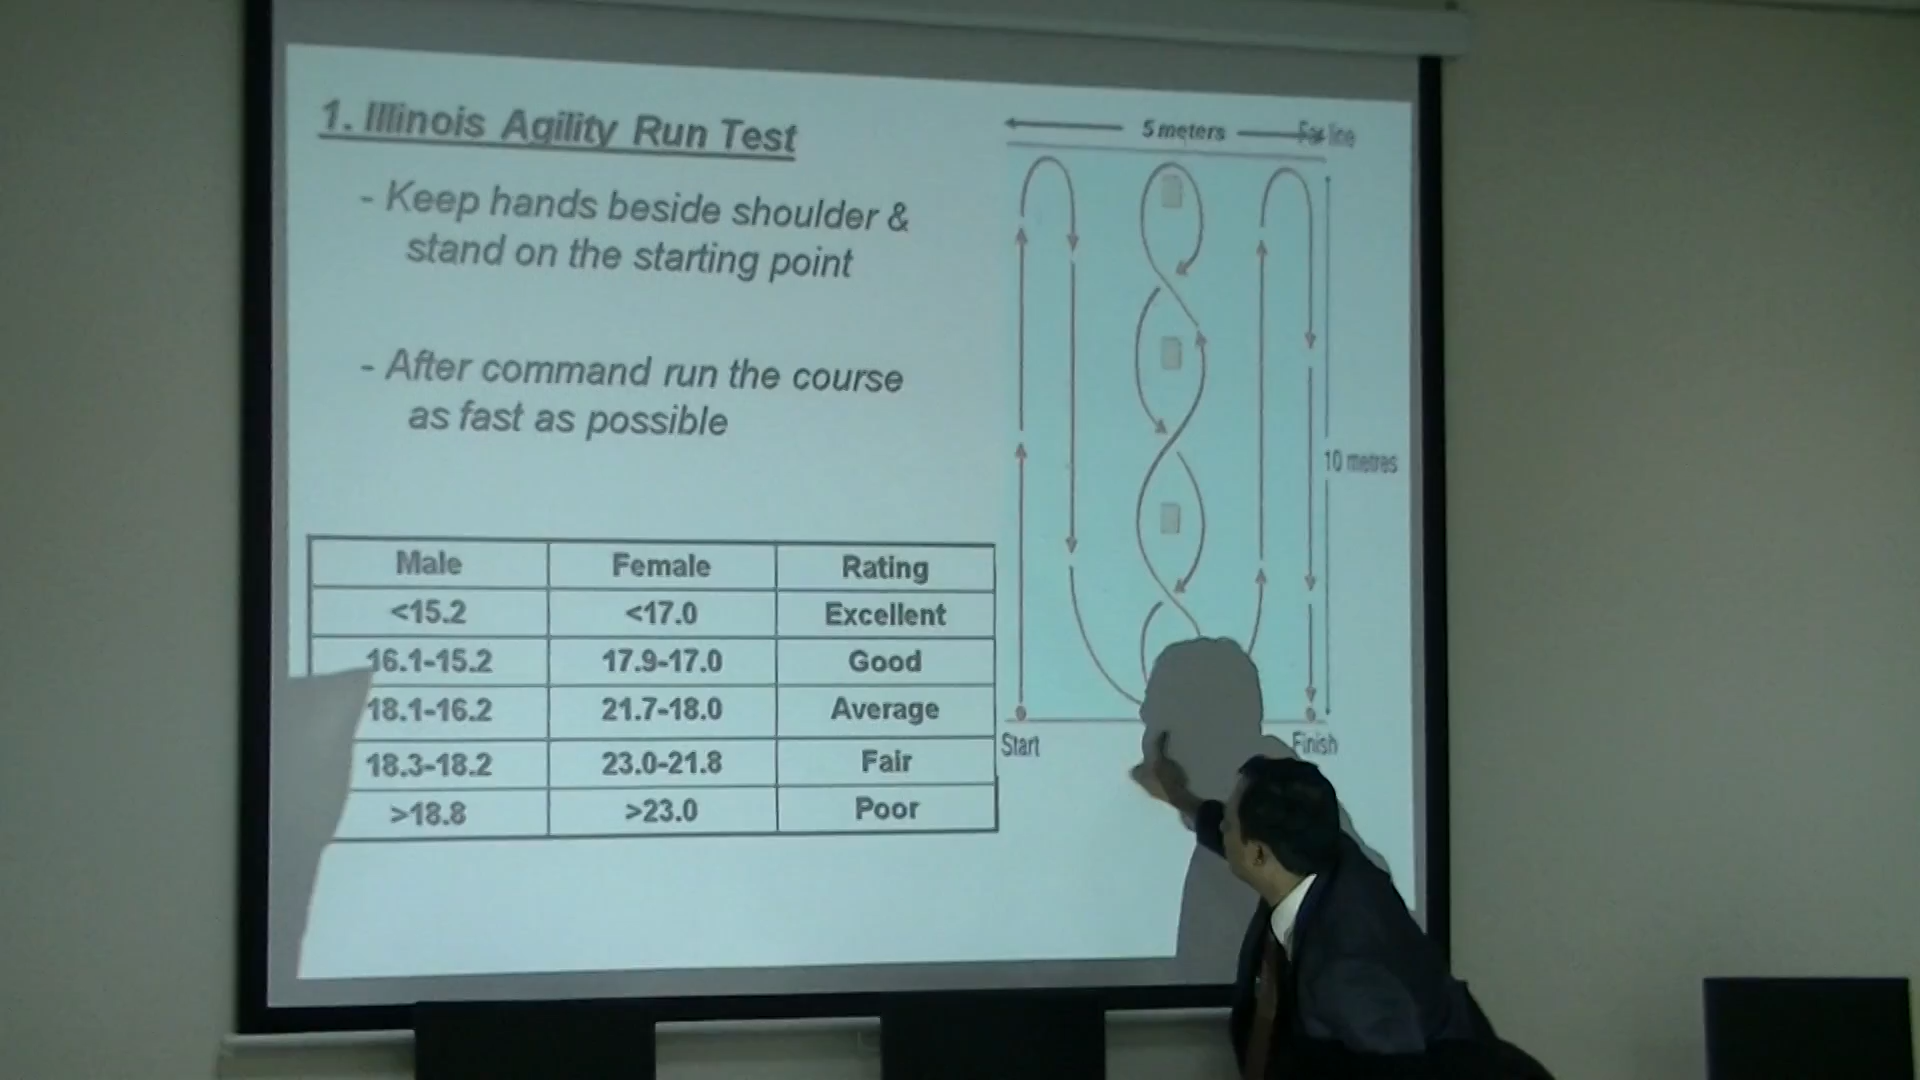 1. Illinois Agility Run Test
- Keep hands beside shoulder &
stand on the starting point
- After command run the course
as fast as possible
Male Female Rating
<15.2 <17.0 Excellent
16.1-15.2 17.9-17.0 Good
18.1-16.2 21.7-18.0 Average
18.3-18.2 23.0-21.8 Fair
>18.8 >23.0 Poor
5 meters
Far line
10 metres
Start
Finish